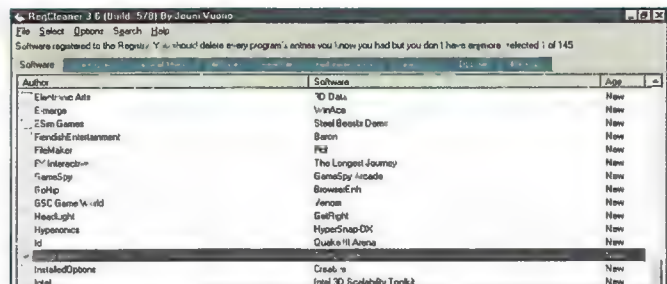 RegCleaner 3.6 (Build 578) By Jouni Vuorio
File Select Options Search Help
Software registered to the Registry. You should delete every program's entries you know you had but you don't have anymore. selected 1 of 145
Software
Author Software Age
Electronic Arts 3D Data New
E-merge WinAce New
ESim Games Steel Beasts Demo New
FiendishEntertainment Baron New
FileMaker New
Interactive The Longest Journey New
GameSpy GameSpy Arcade New
GoHip BrowserEnh New
GSC Game World Venom New
HeadLight GetRight New
Hyperionics HyperSnap-DX New
Id Quake III Arena New
InstalledOptions Creative New
Intel Intel 3D Scalability Toolkit New